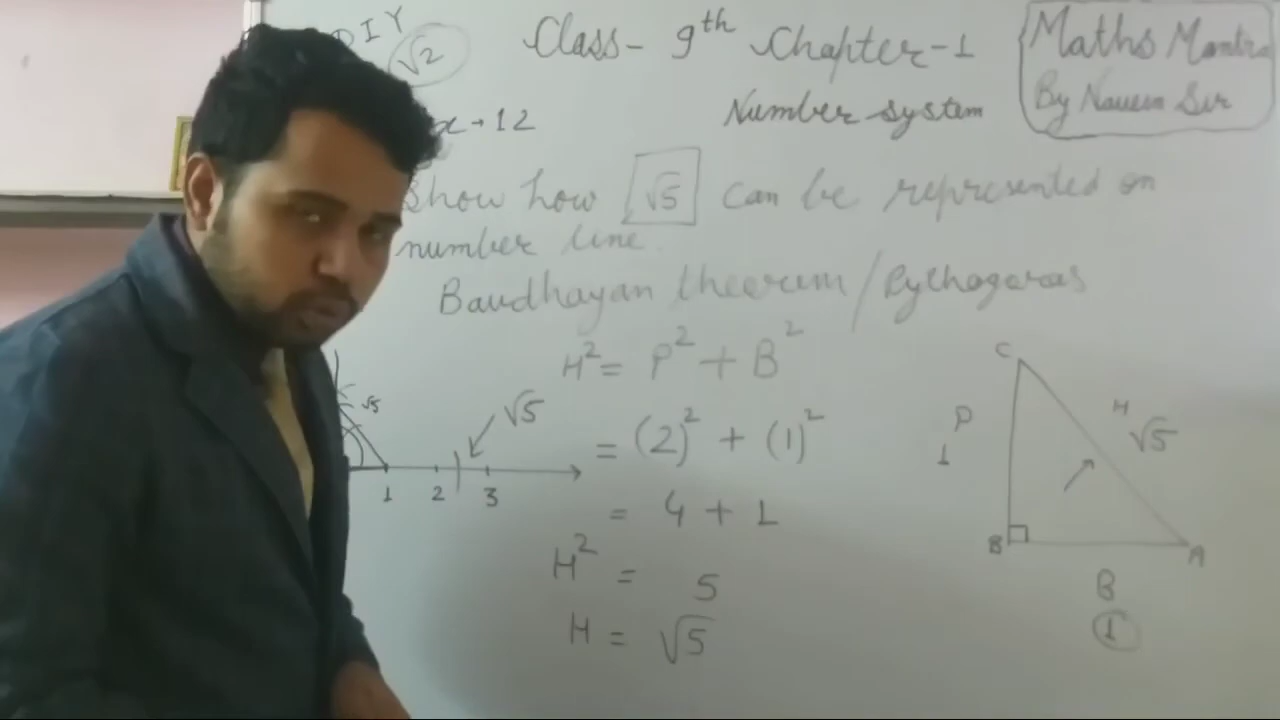 DIY
√2
Class- 9th Chapter-1
Maths Mantra
By Naveen Sir
Number system
x → 12
Show how √5 can be represented on
number line.
Baudhayan theorem / Pythagoras
H² = P² + B²
= (2)² + (1)²
= 4 + 1
H² = 5
H = √5
√5
√5
1 2 3
C
P
1
H
√5
B
A
B
1